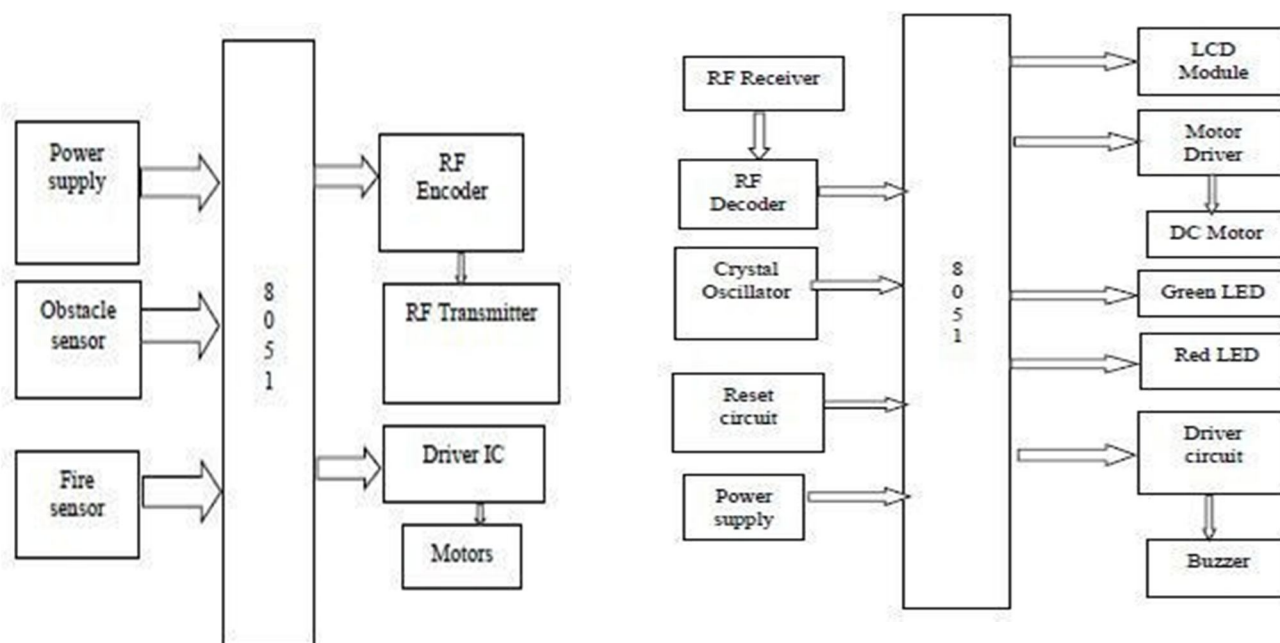 Power
supply
Obstacle
sensor
Fire
sensor
8
0
5
1
RF
Encoder
RF Transmitter
Driver IC
Motors
RF Receiver
RF
Decoder
Crystal
Oscillator
Reset
circuit
Power
supply
8
0
5
1
LCD
Module
Motor
Driver
DC Motor
Green LED
Red LED
Driver
circuit
Buzzer